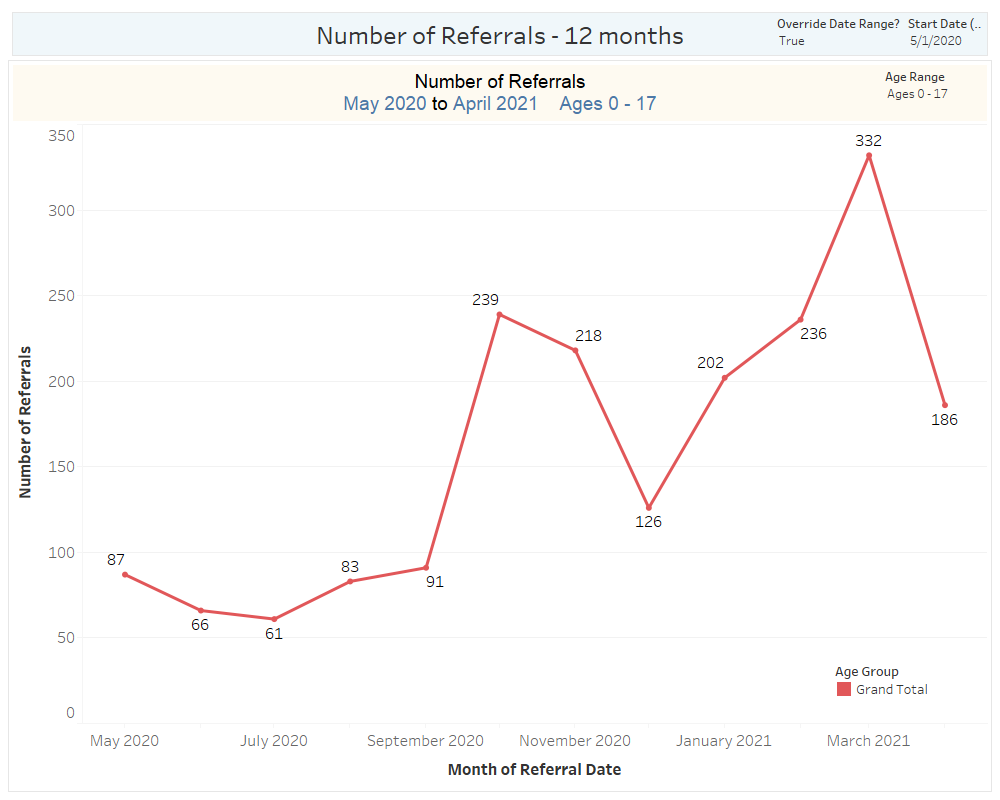 Number of Referrals - 12 months
Override Date Range?
True
Start Date (..
5/1/2020
Number of Referrals
May 2020 to April 2021 Ages 0 - 17
Age Range
Ages 0 - 17
Number of Referrals
350
300
250
200
150
100
50
0
87
66
61
83
91
239
218
126
202
236
332
186
Age Group
Grand Total
May 2020
July 2020
September 2020
November 2020
January 2021
March 2021
Month of Referral Date